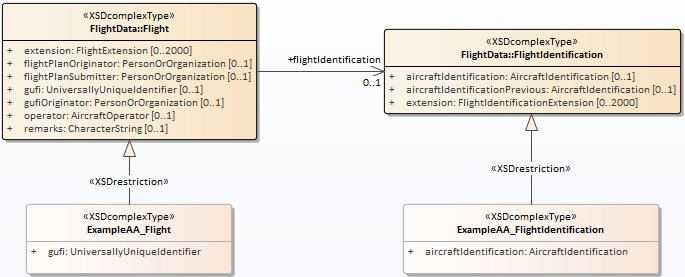 «XSDcomplexType»
FlightData::Flight
+ extension: FlightExtension [0..2000]
+ flightPlanOriginator: PersonOrOrganization [0..1]
+ flightPlanSubmitter: PersonOrOrganization [0..1]
+ gufi: UniversallyUniqueIdentifier [0..1]
+ gufiOriginator: PersonOrOrganization [0..1]
+ operator: AircraftOperator [0..1]
+ remarks: CharacterString [0..1]
+flightIdentification
0..1
«XSDcomplexType»
FlightData::FlightIdentification
+ aircraftIdentification: AircraftIdentification [0..1]
+ aircraftIdentificationPrevious: AircraftIdentification [0..1]
+ extension: FlightIdentificationExtension [0..2000]
«XSDrestriction»
«XSDrestriction»
«XSDcomplexType»
ExampleAA_Flight
+ gufi: UniversallyUniqueIdentifier
«XSDcomplexType»
ExampleAA_FlightIdentification
+ aircraftIdentification: AircraftIdentification